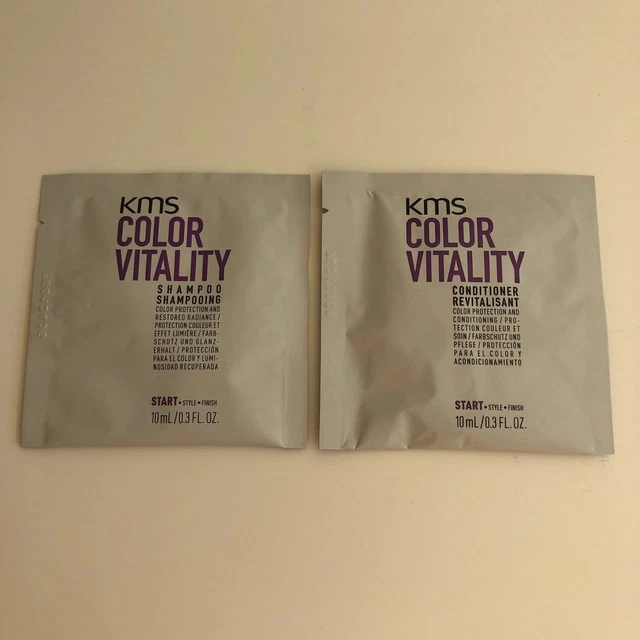 KMS
COLOR
VITALITY
SHAMPOO
SHAMPOOING
COLOR PROTECTION AND
RESTORED RADIANCE /
PROTECTION COULEUR ET
EFFET LUMIÈRE / FARB-
SCHUTZ UND GLANZ-
ERHALT / PROTECCIÓN
PARA EL COLOR Y LUMI-
NOSIDAD RECUPERADA
START • STYLE • FINISH
10 mL/0.3 FL. OZ.
KMS
COLOR
VITALITY
CONDITIONER
REVITALISANT
COLOR PROTECTION AND
CONDITIONING / PRO-
TECTION COULEUR ET
SOIN / FARBSCHUTZ UND
PFLEGE / PROTECCIÓN
PARA EL COLOR Y
ACONDICIONAMIENTO
START • STYLE • FINISH
10 mL/0.3 FL. OZ.